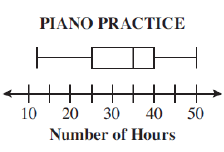 PIANO PRACTICE
10 20 30 40 50
Number of Hours